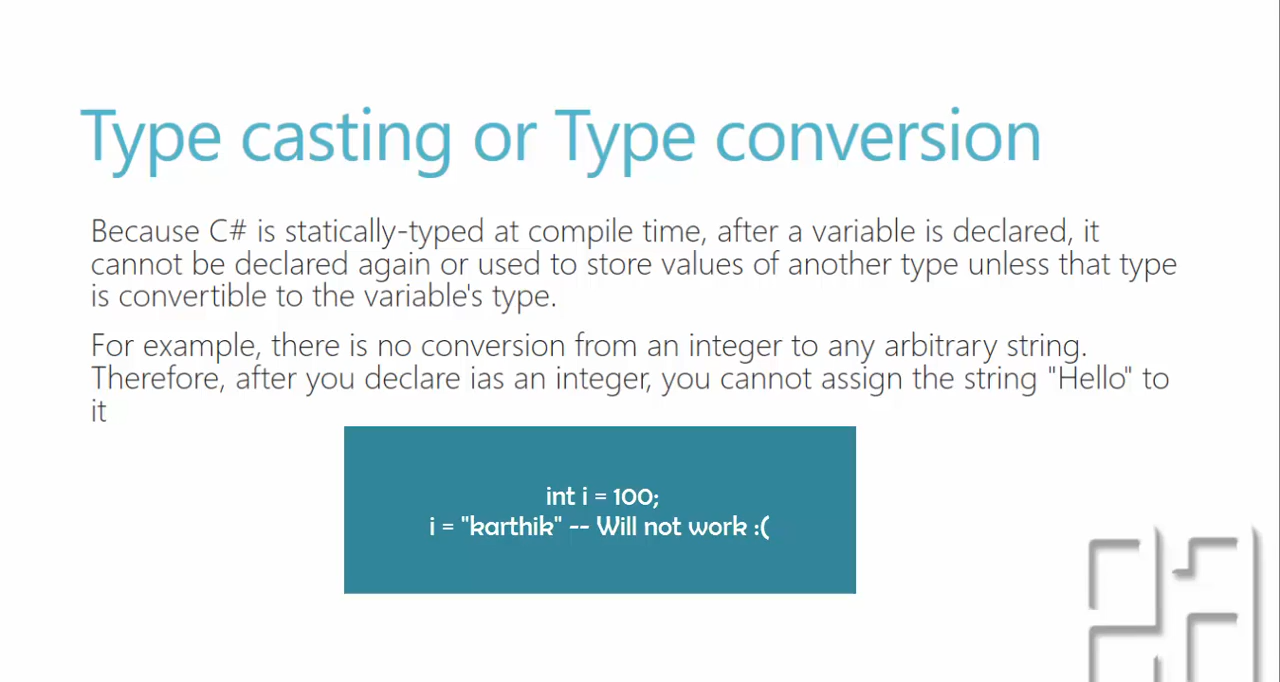 Type casting or Type conversion
Because C# is statically-typed at compile time, after a variable is declared, it
cannot be declared again or used to store values of another type unless that type
is convertible to the variable's type.
For example, there is no conversion from an integer to any arbitrary string.
Therefore, after you declare ias an integer, you cannot assign the string "Hello" to
it
int i = 100;
i = "karthik" -- Will not work :(